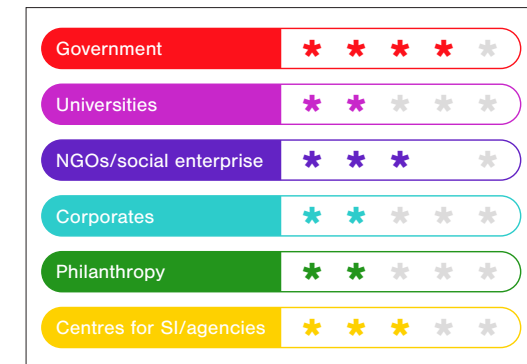 Government * * * * *
Universities * * * * *
NGOs/social enterprise * * * *
Corporates * * * * *
Philanthropy * * * * *
Centres for SI/agencies * * * * *